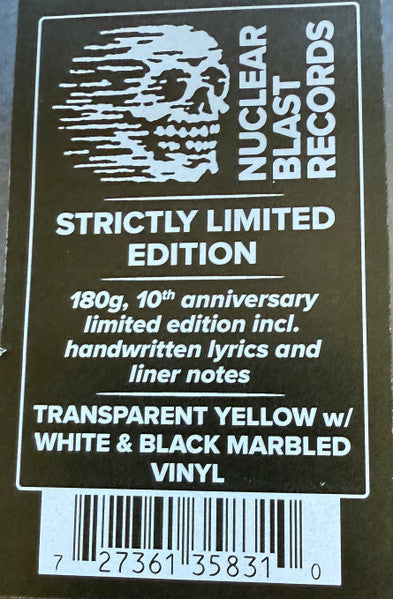 NUCLEAR
BLAST
RECORDS
STRICTLY LIMITED
EDITION
180g, 10th anniversary
limited edition incl.
handwritten lyrics and
liner notes
TRANSPARENT YELLOW w/
WHITE & BLACK MARBLED
VINYL
7 27361 35831 0